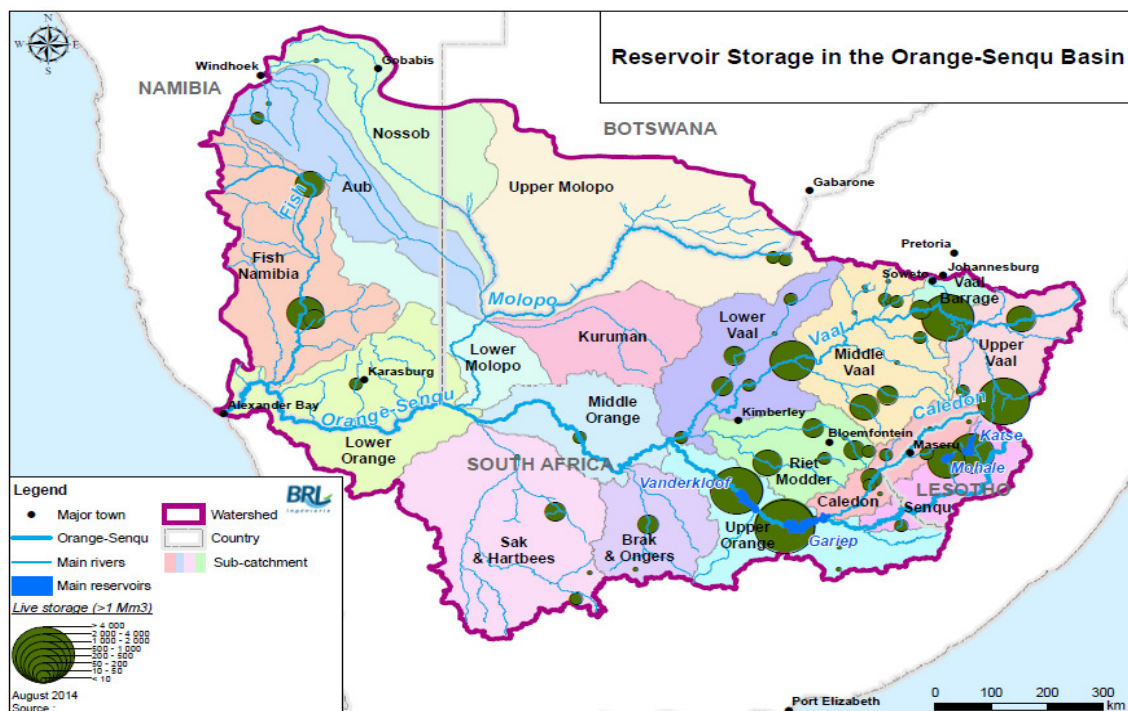 N
W
E
S
Reservoir Storage in the Orange-Senqu Basin
Windhoek
Gobabis
NAMIBIA
Nossob
BOTSWANA
Aub
Upper Molopo
Gabarone
Fish
Fish
Namibia
Pretoria
Johannesburg
Soweto
Vaal
Barrage
Molopo
Kuruman
Lower
Vaal
Vaal
Middle
Vaal
Upper
Vaal
Lower
Molopo
Karasburg
Alexander Bay
Orange-Senqu
Middle
Orange
Kimberley
Caledon
Bloemfontein
Maseru
Katse
Mohale
Lower
Orange
SOUTH AFRICA
Riet
Modder
LESOTHO
Vanderkloof
Caledon
Senqu
Upper
Orange
Gariep
Sak
& Hartbees
Brak
& Ongers
Legend
BRL
Ingénierie
Major town
Watershed
Orange-Senqu
Country
Main rivers
Sub-catchment
Main reservoirs
Live storage (>1 Mm3)
> 4 000
2 000 - 4 000
1 000 - 2 000
500 - 1 000
200 - 500
50 - 200
10 - 50
< 10
August 2014
Source :
Port Elizabeth
0 100 200 300
km